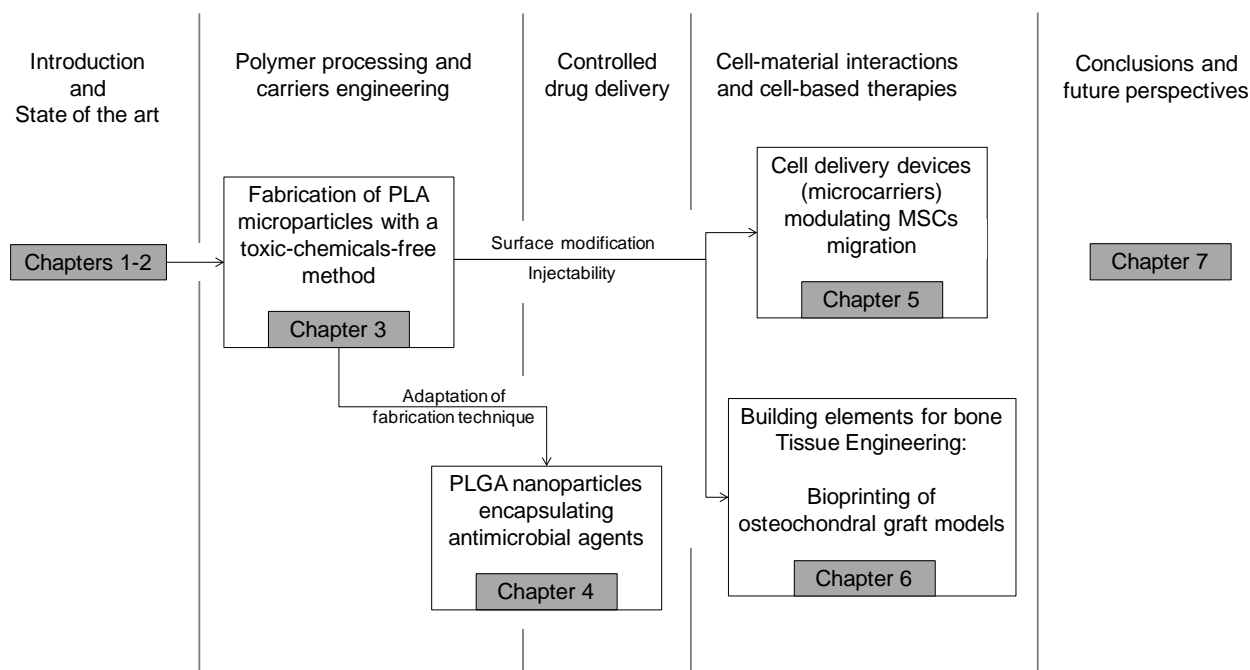 Introduction
and
State of the art
Polymer processing and
carriers engineering
Controlled
drug delivery
Cell-material interactions
and cell-based therapies
Conclusions and
future perspectives
Chapters 1-2
Fabrication of PLA
microparticles with a
toxic-chemicals-free
method
Chapter 3
Surface modification
Injectability
Cell delivery devices
(microcarriers)
modulating MSCs
migration
Chapter 5
Chapter 7
Adaptation of
fabrication technique
PLGA nanoparticles
encapsulating
antimicrobial agents
Chapter 4
Building elements for bone
Tissue Engineering:
Bioprinting of
osteochondral graft models
Chapter 6